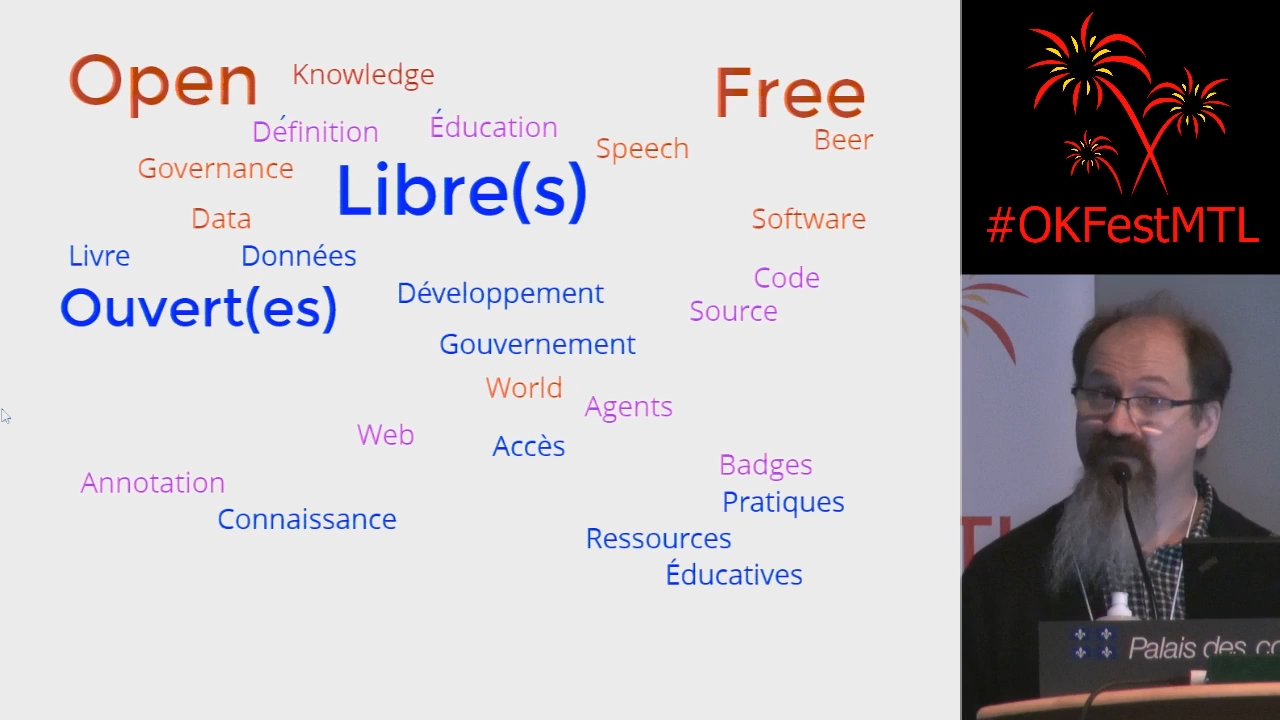 Open
Knowledge
Free
Définition
Éducation
Speech
Beer
Governance
Libre(s)
Data
Software
Livre
Données
Code
Ouvert(es)
Développement
Source
Gouvernement
World
Agents
Web
Accès
Badges
Annotation
Pratiques
Connaissance
Ressources
Éducatives
#OKFestMTL
Palais des co